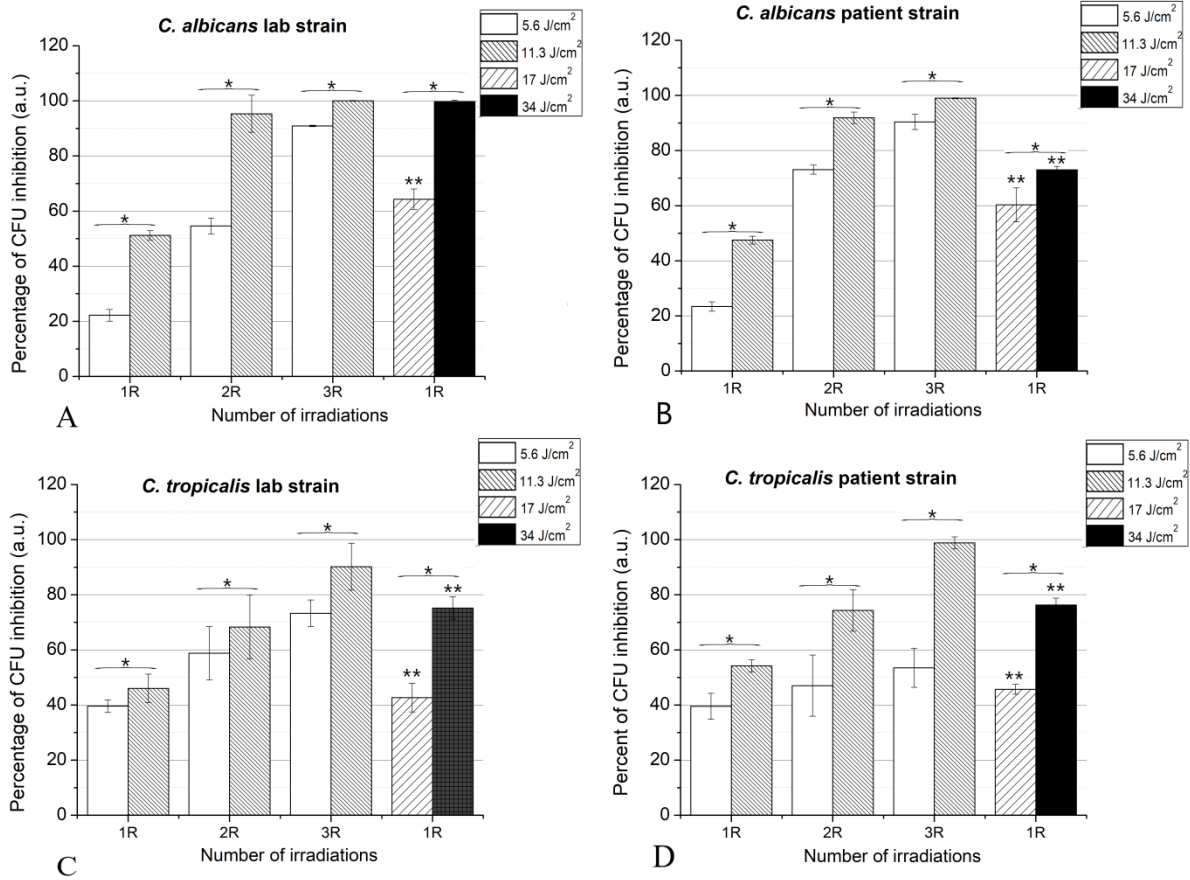 C. albicans lab strain
5.6 J/cm²
11.3 J/cm²
17 J/cm²
34 J/cm²
Percentage of CFU inhibition (a.u.)
120
100
80
60
40
20
0
*
*
*
*
**
1R
2R
3R
1R
Number of irradiations
A
C. albicans patient strain
5.6 J/cm²
11.3 J/cm²
17 J/cm²
34 J/cm²
Percentage of CFU inhibition (a.u.)
120
100
80
60
40
20
0
*
*
*
*
**
**
1R
2R
3R
1R
Number of irradiations
B
C. tropicalis lab strain
5.6 J/cm²
11.3 J/cm²
17 J/cm²
34 J/cm²
Percentage of CFU inhibition (a.u.)
120
100
80
60
40
20
0
*
*
*
*
**
**
1R
2R
3R
1R
Number of irradiations
C
C. tropicalis patient strain
5.6 J/cm²
11.3 J/cm²
17 J/cm²
34 J/cm²
Percent of CFU inhibition (a.u.)
120
100
80
60
40
20
0
*
*
*
*
**
**
1R
2R
3R
1R
Number of irradiations
D